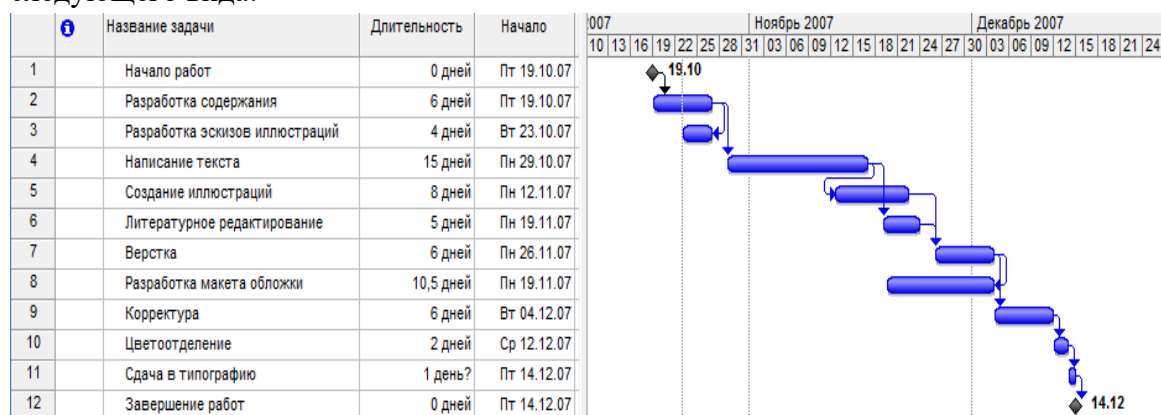 следующего вида:
Название задачи Длительность Начало 2007 Ноябрь 2007 Декабрь 2007
10 13 16 19 22 25 28 31 03 06 09 12 15 18 21 24 27 30 03 06 09 12 15 18 21 24
1 Начало работ 0 дней Пт 19.10.07 19.10
2 Разработка содержания 6 дней Пт 19.10.07
3 Разработка эскизов иллюстраций 4 дней Вт 23.10.07
4 Написание текста 15 дней Пн 29.10.07
5 Создание иллюстраций 8 дней Пн 12.11.07
6 Литературное редактирование 5 дней Пн 19.11.07
7 Верстка 6 дней Пн 26.11.07
8 Разработка макета обложки 10,5 дней Пн 19.11.07
9 Корректура 6 дней Вт 04.12.07
10 Цветоотделение 2 дней Ср 12.12.07
11 Сдача в типографию 1 день? Пт 14.12.07
12 Завершение работ 0 дней Пт 14.12.07 14.12